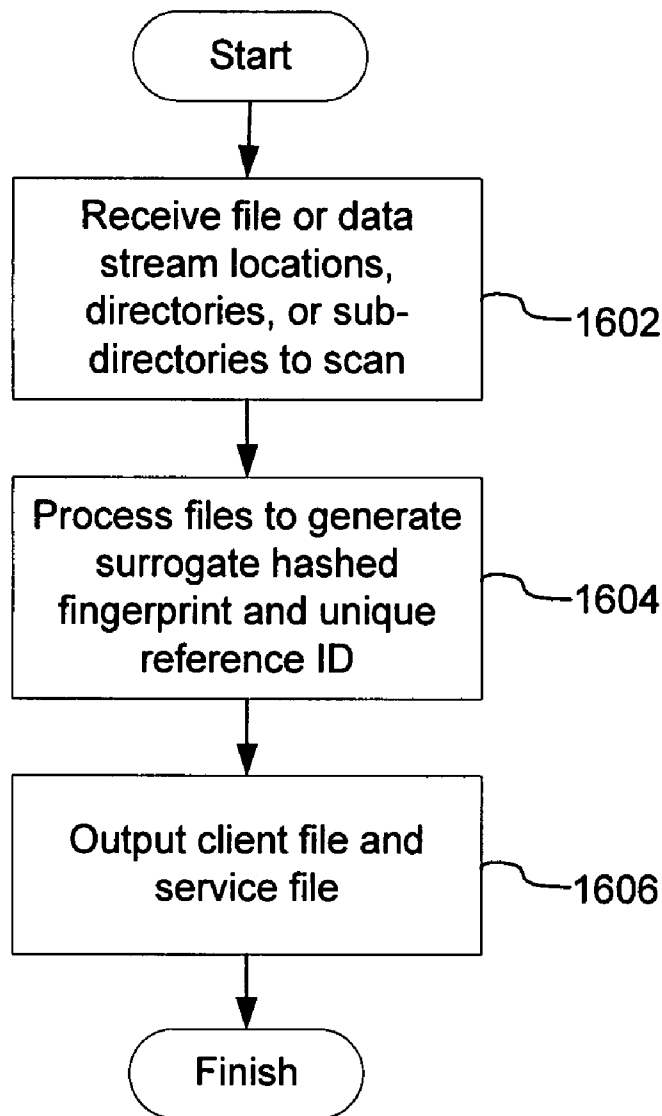 Start
Receive file or data
stream locations,
directories, or sub-
directories to scan
1602
Process files to generate
surrogate hashed
fingerprint and unique
reference ID
1604
Output client file and
service file
1606
Finish